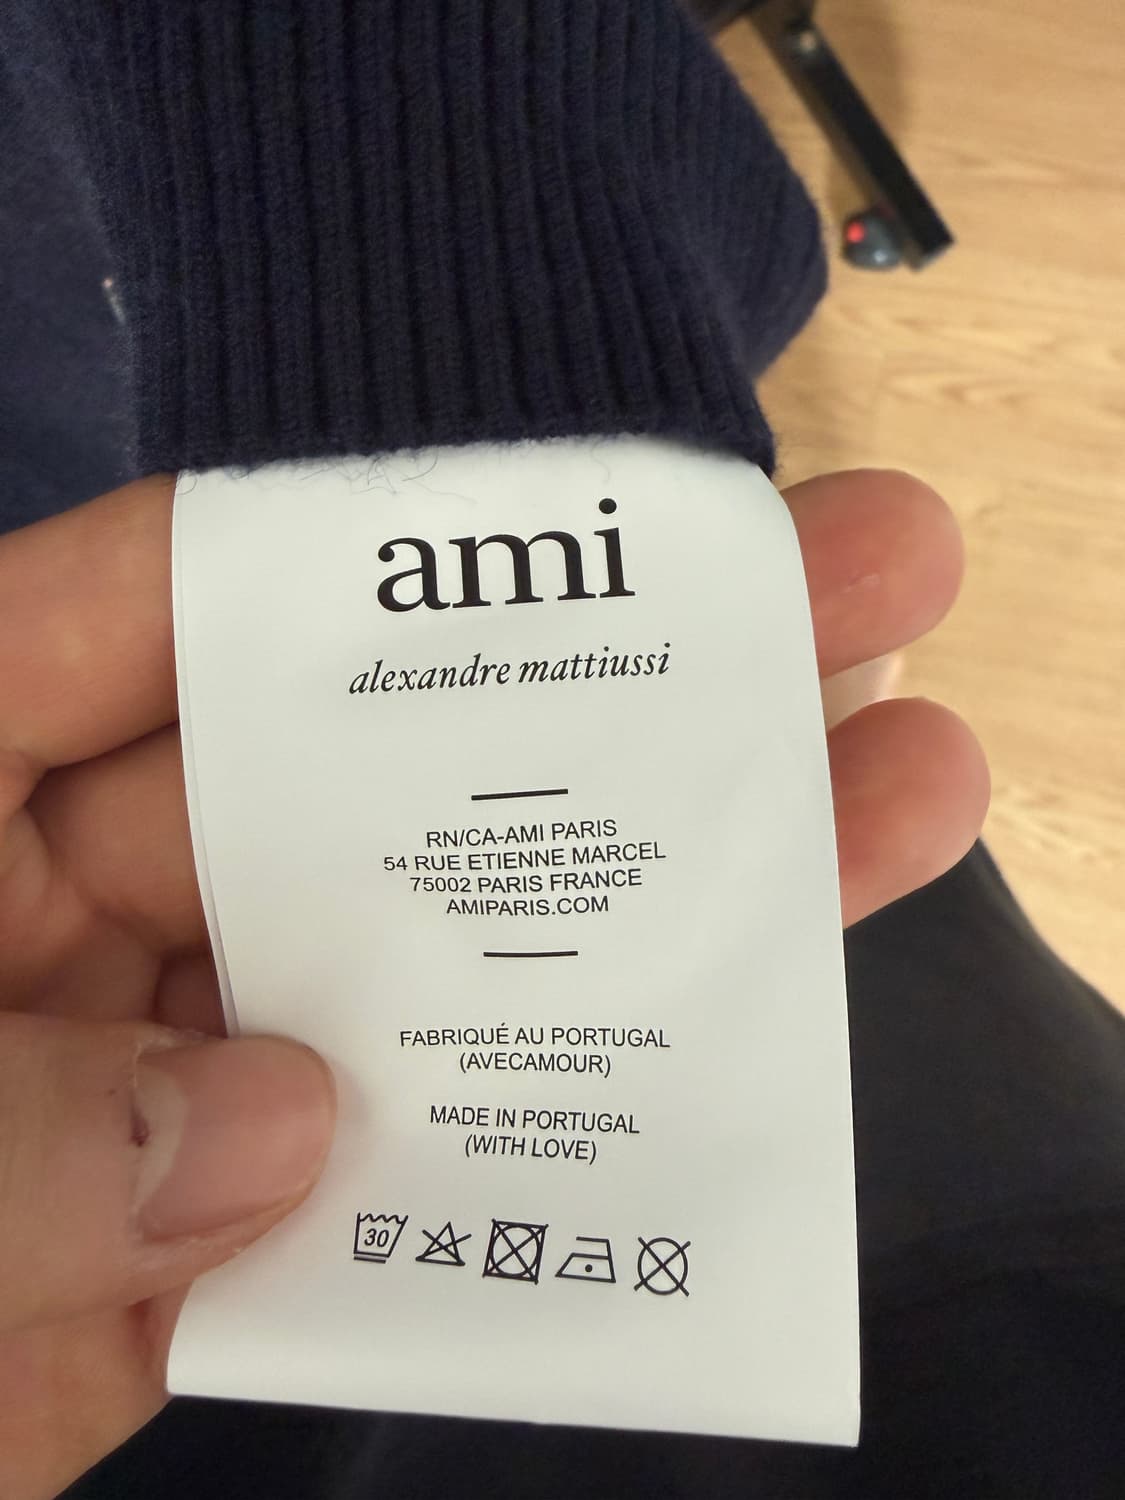 ami
alexandre mattiussi
RN/CA-AMI PARIS
54 RUE ETIENNE MARCEL
75002 PARIS FRANCE
AMIPARIS.COM
FABRIQUÉ AU PORTUGAL
(AVECAMOUR)
MADE IN PORTUGAL
(WITH LOVE)
30